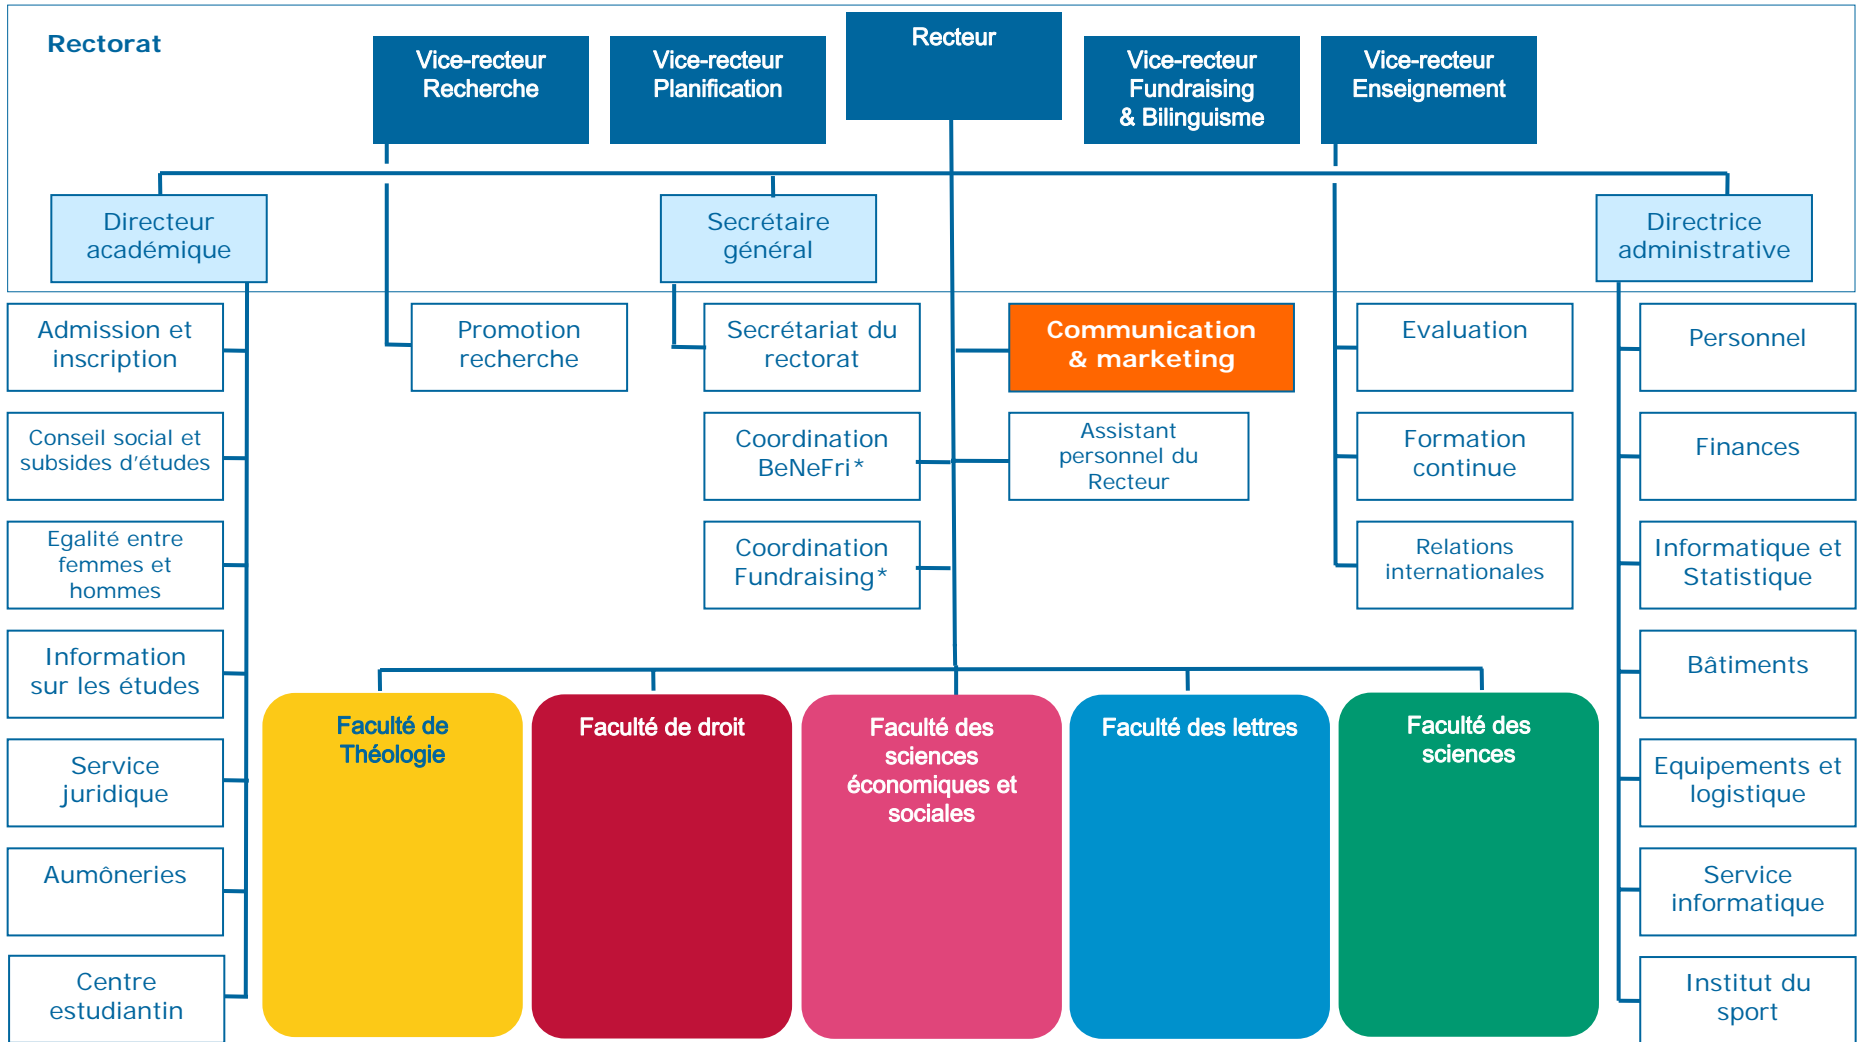 Rectorat
Vice-recteur
Recherche
Vice-recteur
Planification
Recteur
Vice-recteur
Fundraising
& Bilinguisme
Vice-recteur
Enseignement
Directeur
académique
Secrétaire
général
Directrice
administrative
Admission et
inscription
Promotion
recherche
Secrétariat du
rectorat
Communication
& marketing
Evaluation
Personnel
Conseil social et
subsides d'études
Coordination
BeNeFri*
Assistant
personnel du
Recteur
Formation
continue
Finances
Egalité entre
femmes et
hommes
Coordination
Fundraising*
Relations
internationales
Informatique et
Statistique
Information
sur les études
Bâtiments
Faculté de
Théologie
Faculté de droit
Faculté des
sciences
économiques et
sociales
Faculté des lettres
Faculté des
sciences
Service
juridique
Equipements et
logistique
Aumôneries
Service
informatique
Centre
estudiantin
Institut du
sport